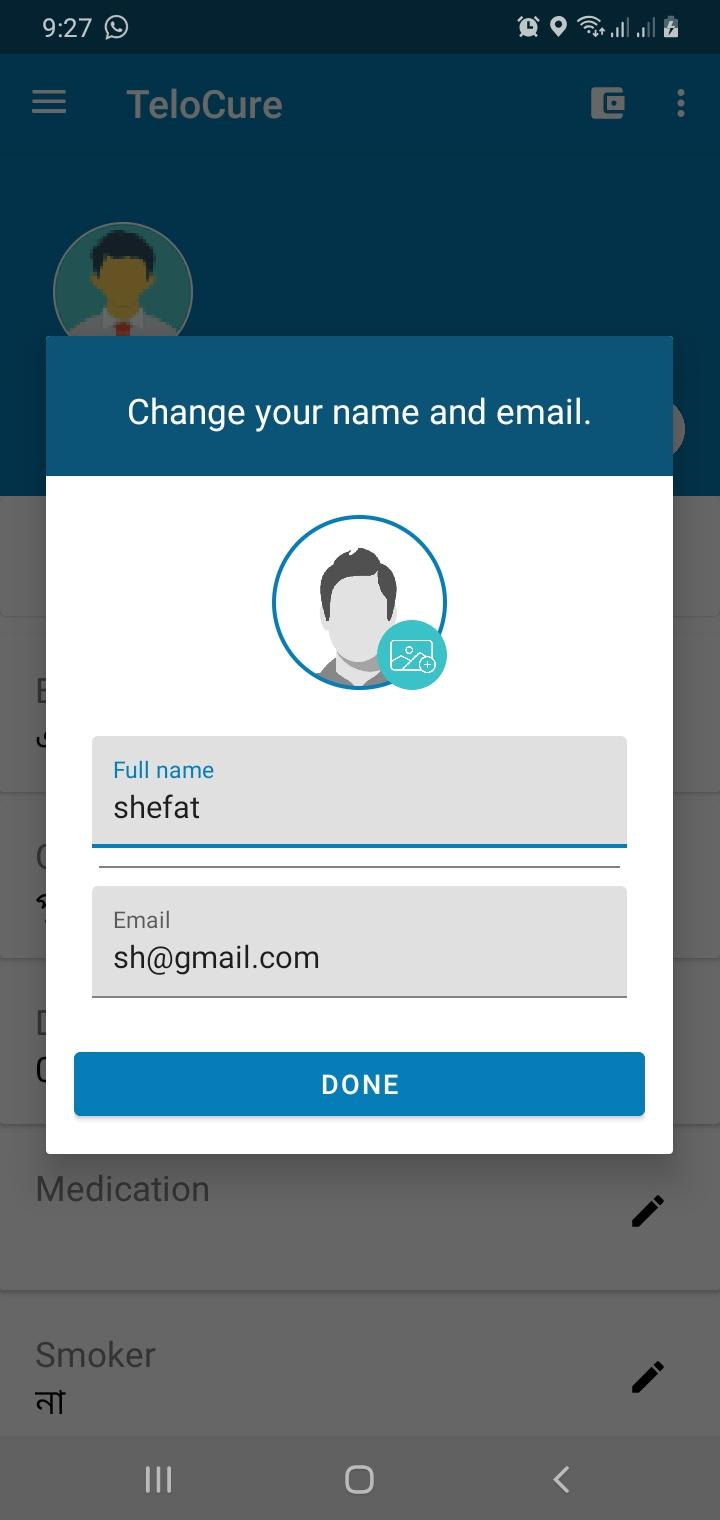 9:27
TeloCure
Change your name and email.
Full name
shefat
Email
sh@gmail.com
DONE
Medication
Smoker
না